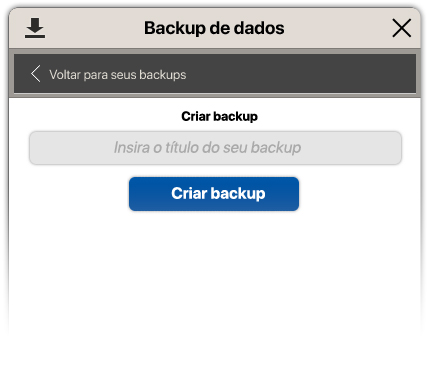 Backup de dados
Voltar para seus backups
Criar backup
Insira o título do seu backup
Criar backup